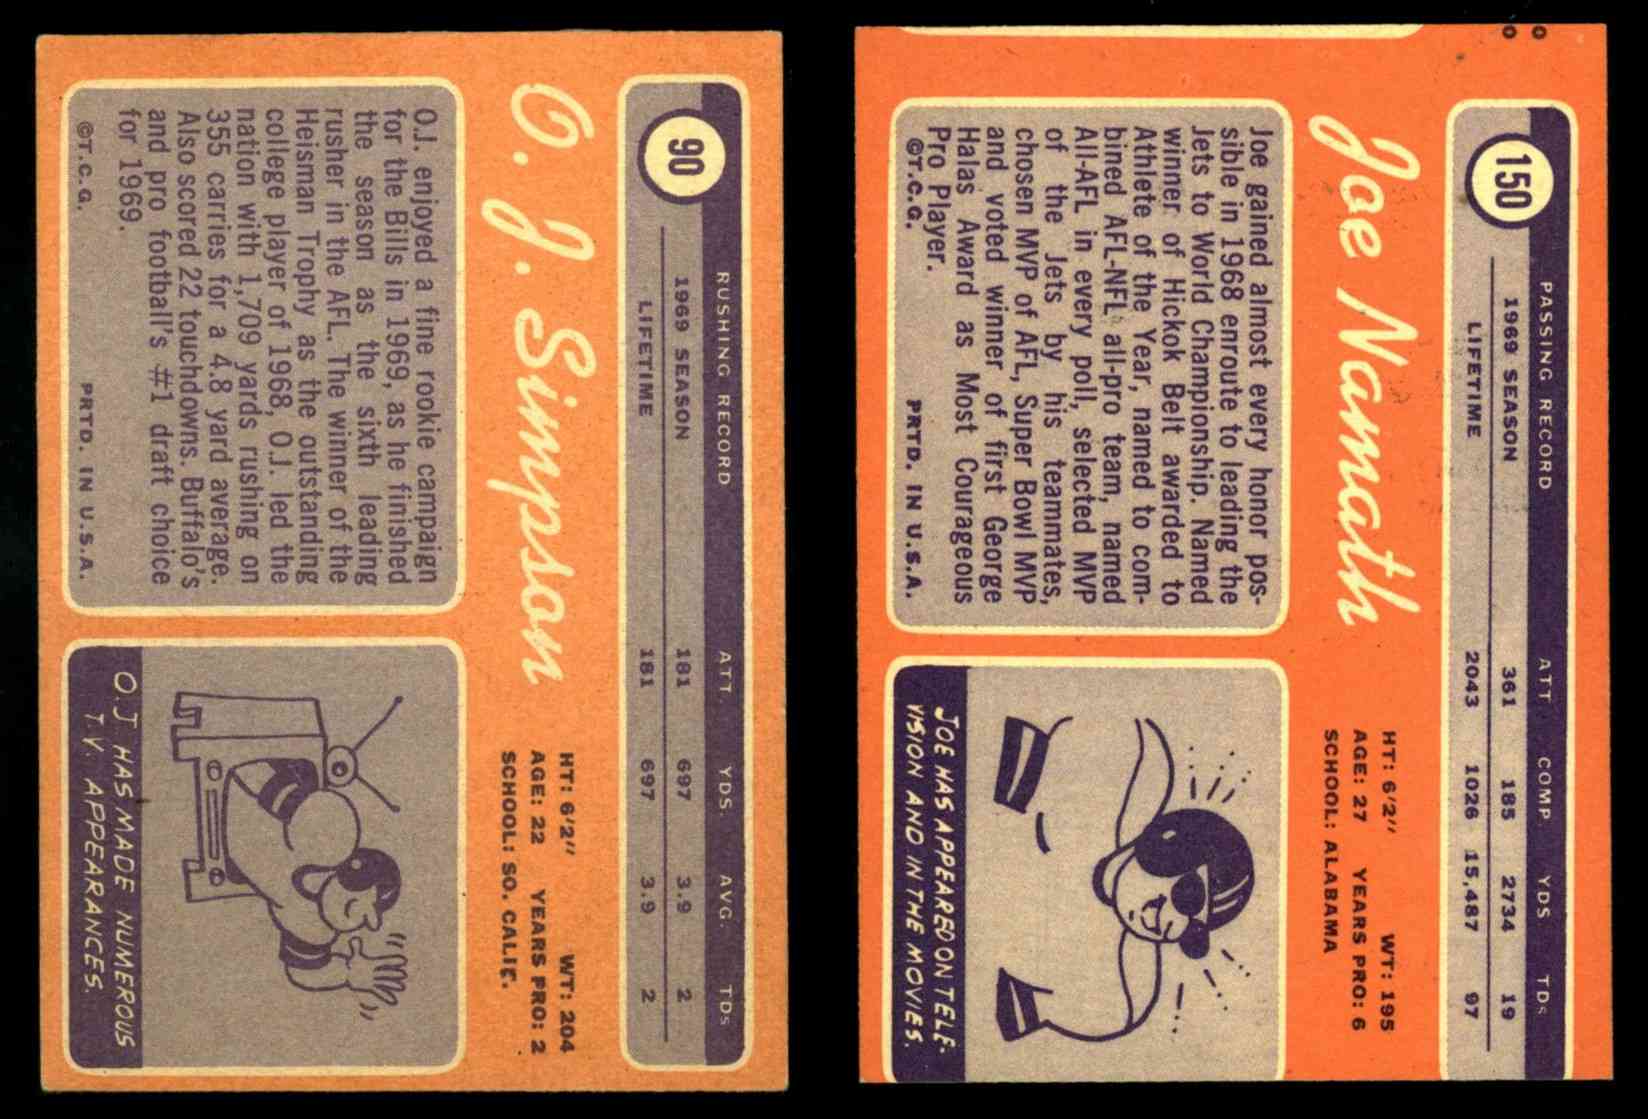 90
RUSHING RECORD ATT. YDS. AVG. TDs
1969 SEASON 181 697 3.9 2
LIFETIME 181 697 3.9 2
O. J. Simpson
HT: 6'2" WT: 204
AGE: 22 YEARS PRO: 2
SCHOOL: SO. CALIF.
O.J. enjoyed a fine rookie campaign
for the Bills in 1969, as he finished
the season as the sixth leading
rusher in the AFL. The winner of the
Heisman Trophy as the outstanding
college player of 1968, O.J. led the
nation with 1,709 yards rushing on
355 carries for a 4.8 yard average.
Also scored 22 touchdowns. Buffalo's
and pro football's #1 draft choice
for 1969.
©T.C.G. PRTD. IN U.S.A.
O.J. HAS MADE NUMEROUS
T.V. APPEARANCES.
150
PASSING RECORD ATT COMP. YDS TDs
1969 SEASON 361 185 2734 19
LIFETIME 2043 1026 15,487 97
Joe Namath
HT: 6'2" WT: 195
AGE: 27 YEARS PRO: 6
SCHOOL: ALABAMA
Joe gained almost every honor pos-
sible in 1968 enroute to leading the
Jets to World Championship. Named
winner of Hickok Belt awarded to
Athlete of the Year, named to com-
bined AFL-NFL all-pro team, named
All-AFL in every poll, selected MVP
of the Jets by his teammates,
chosen MVP of AFL, Super Bowl MVP
and voted winner of first George
Halas Award as Most Courageous
Pro Player.
©T.C.G. PRTD. IN U.S.A.
JOE HAS APPEARED ON TELE-
VISION AND IN THE MOVIES.